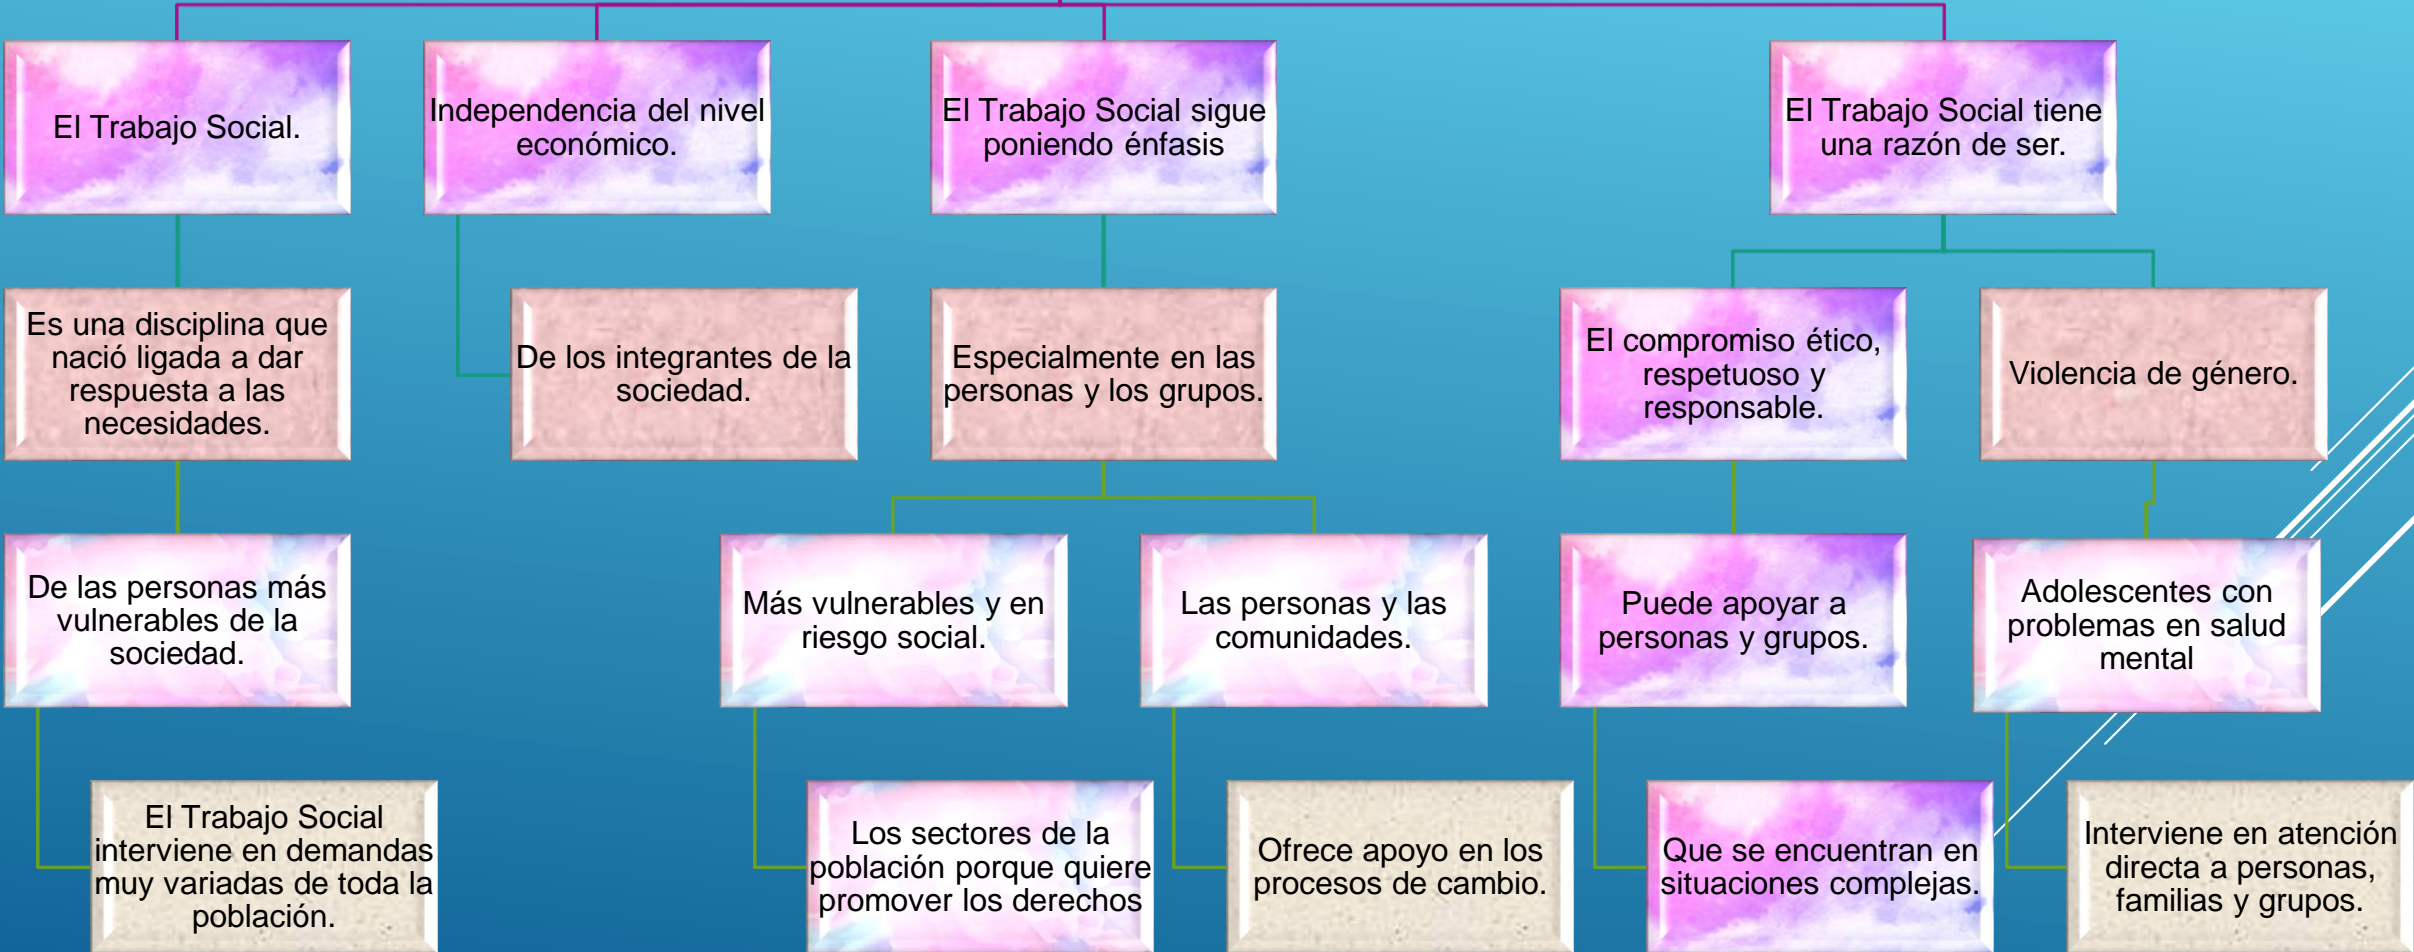 El Trabajo Social.
Independencia del nivel
económico.
El Trabajo Social sigue
poniendo énfasis
El Trabajo Social tiene
una razón de ser.
Es una disciplina que
nació ligada a dar
respuesta a las
necesidades.
De los integrantes de la
sociedad.
Especialmente en las
personas y los grupos.
El compromiso ético,
respetuoso y
responsable.
Violencia de género.
De las personas más
vulnerables de la
sociedad.
Más vulnerables y en
riesgo social.
Las personas y las
comunidades.
Puede apoyar a
personas y grupos.
Adolescentes con
problemas en salud
mental
El Trabajo Social
interviene en demandas
muy variadas de toda la
población.
Los sectores de la
población porque quiere
promover los derechos
Ofrece apoyo en los
procesos de cambio.
Que se encuentran en
situaciones complejas.
Interviene en atención
directa a personas,
familias y grupos.